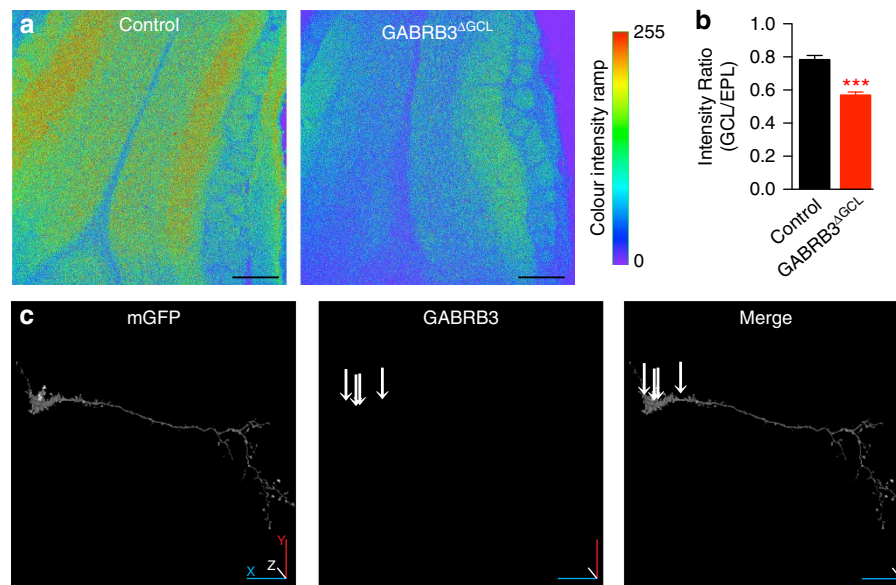 a
Control
GABRB3ΔGCL
Colour intensity ramp
255
0
b
Intensity Ratio
(GCL/EPL)
1.0
0.8
0.6
0.4
0.2
0.0
***
Control
GABRB3ΔGCL
c
mGFP
GABRB3
Merge
Y
X
Z